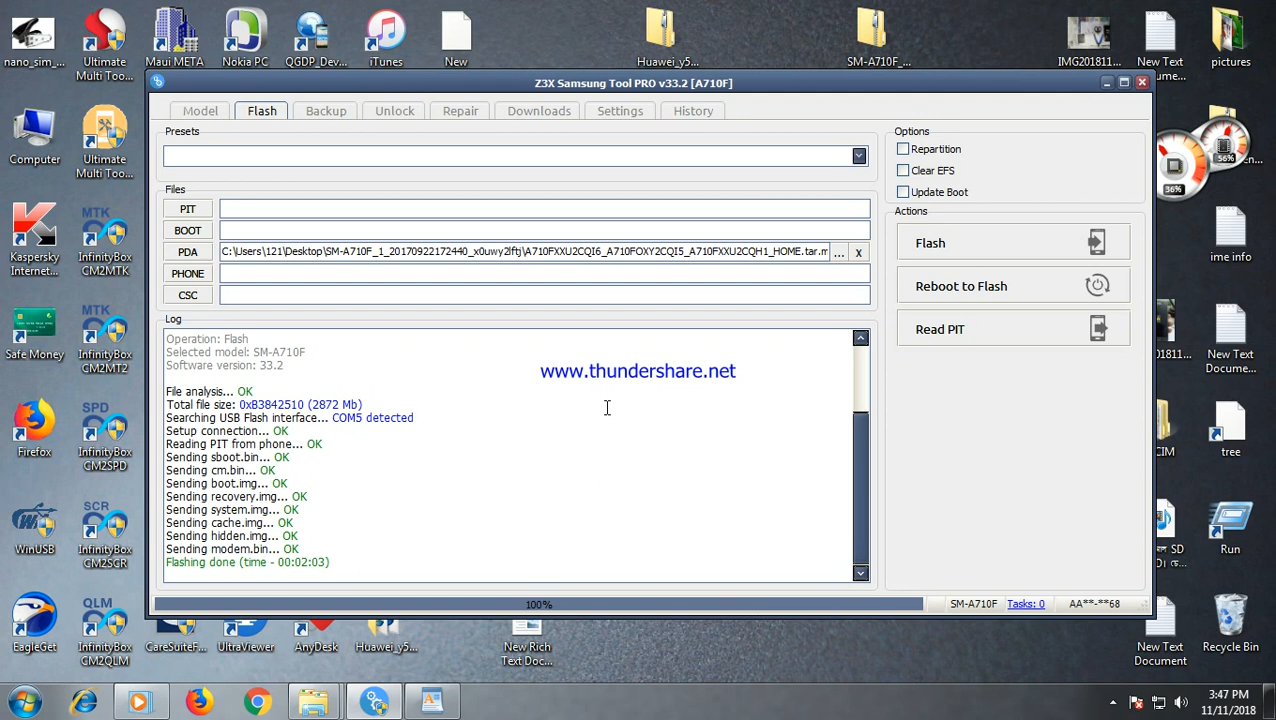 nano_sim_...
Ultimate
Multi Too...
Maui META
Nokia PC
QGDP_Dev...
iTunes
New
Huawei_y5...
SM-A710F_...
IMG201811...
New Text
Docume...
pictures
Z3X Samsung Tool PRO v33.2 [A710F]
Model
Flash
Backup
Unlock
Repair
Downloads
Settings
History
Presets
Options
Repartition
Clear EFS
Update Boot
Files
PIT
BOOT
PDA
C:\Users\121\Desktop\SM-A710F_1_20170922172440_x0uwy2lftj\A710FXXU2CQI6_A710FOXY2CQI5_A710FXXU2CQH1_HOME.tar.m
...
x
PHONE
CSC
Actions
Flash
Reboot to Flash
Read PIT
Log
Operation: Flash
Selected model: SM-A710F
Software version: 33.2
File analysis... OK
Total file size: 0xB3842510 (2872 Mb)
Searching USB Flash interface... COM5 detected
Setup connection... OK
Reading PIT from phone... OK
Sending sboot.bin... OK
Sending cm.bin... OK
Sending boot.img... OK
Sending recovery.img... OK
Sending system.img... OK
Sending cache.img... OK
Sending hidden.img... OK
Sending modem.bin... OK
Flashing done (time - 00:02:03)
www.thundershare.net
100%
SM-A710F
Tasks: 0
AA**-**68
Computer
Ultimate
Multi Too...
Kaspersky
Internet...
InfinityBox
CM2MTK
MTK
Safe Money
InfinityBox
CM2MT2
MTK
Firefox
InfinityBox
CM2SPD
SPD
WinUSB
InfinityBox
CM2SCR
SCR
EagleGet
InfinityBox
CM2QLM
QLM
CareSuiteF...
UltraViewer
AnyDesk
Huawei_y5...
New Rich
Text Doc...
56%
36%
en...
ime info
01811...
New Text
Docume...
CIM
tree
SD
Run
New Text
Document
Recycle Bin
3:47 PM
11/11/2018